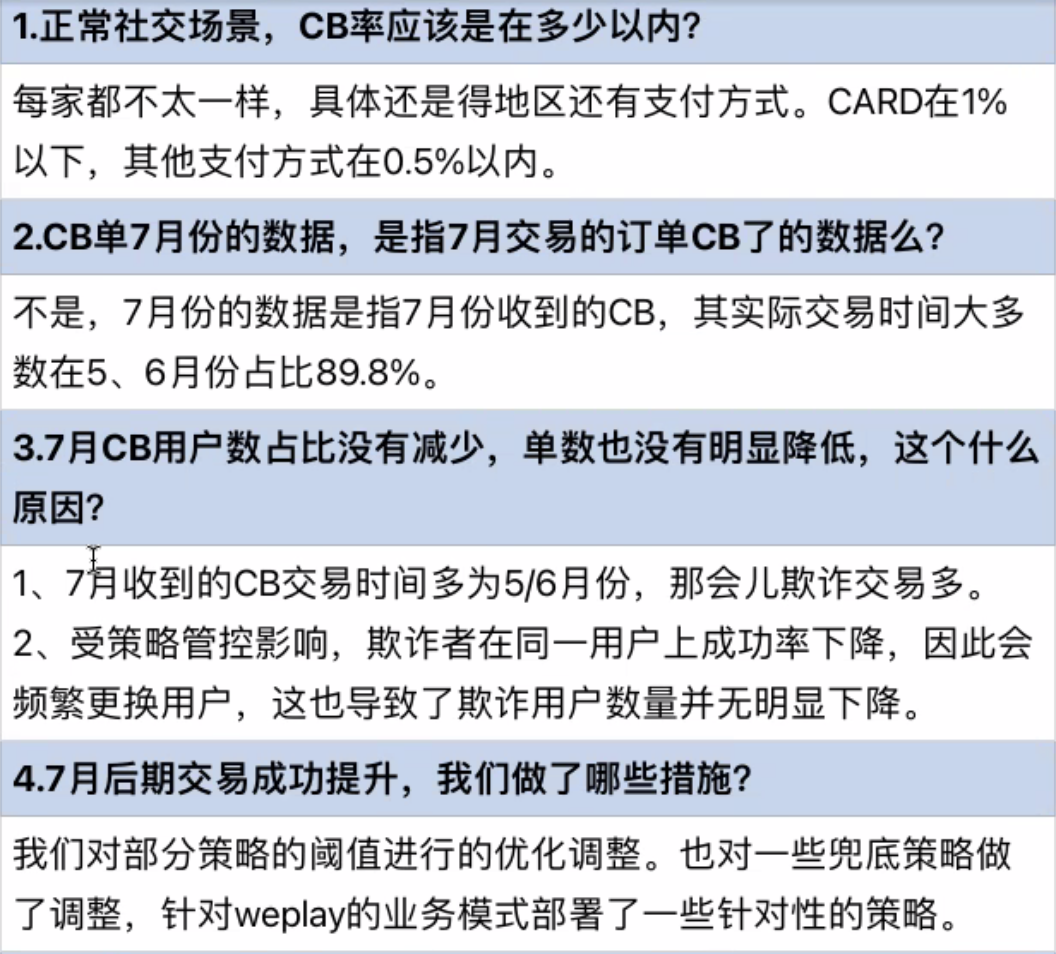 1.正常社交场景，CB率应该是在多少以内?
每家都不太一样，具体还是得地区还有支付方式。CARD在1%
以下，其他支付方式在0.5%以内。
2.CB单7月份的数据，是指7月交易的订单CB了的数据么?
不是，7月份的数据是指7月份收到的CB，其实际交易时间大多
数在5、6月份占比89.8%。
3.7月CB用户数占比没有减少，单数也没有明显降低，这个什么
原因?
1、7月收到的CB交易时间多为5/6月份，那会儿欺诈交易多。
2、受策略管控影响，欺诈者在同一用户上成功率下降，因此会
频繁更换用户，这也导致了欺诈用户数量并无明显下降。
4.7月后期交易成功提升，我们做了哪些措施?
我们对部分策略的阈值进行的优化调整。也对一些兜底策略做
了调整，针对weplay的业务模式部署了一些针对性的策略。